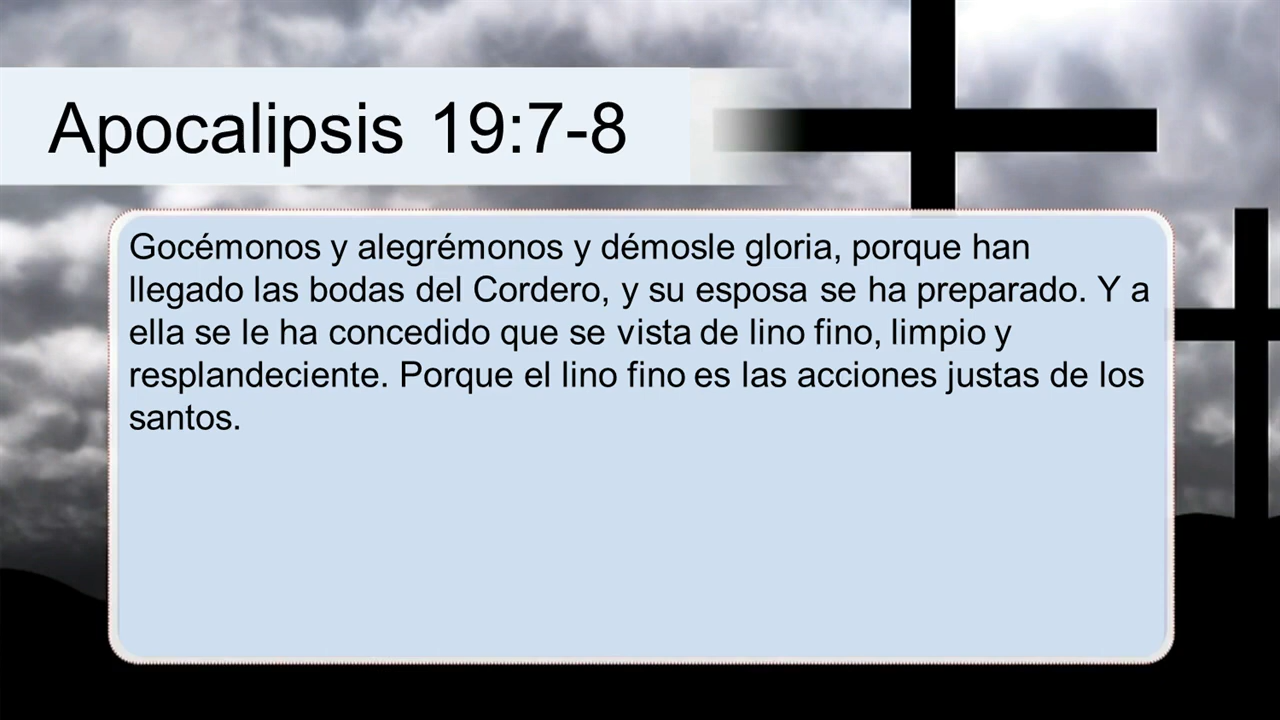 Apocalipsis 19:7-8
Gocémonos y alegrémonos y démosle gloria, porque han
llegado las bodas del Cordero, y su esposa se ha preparado. Y a
ella se le ha concedido que se vista de lino fino, limpio y
resplandeciente. Porque el lino fino es las acciones justas de los
santos.